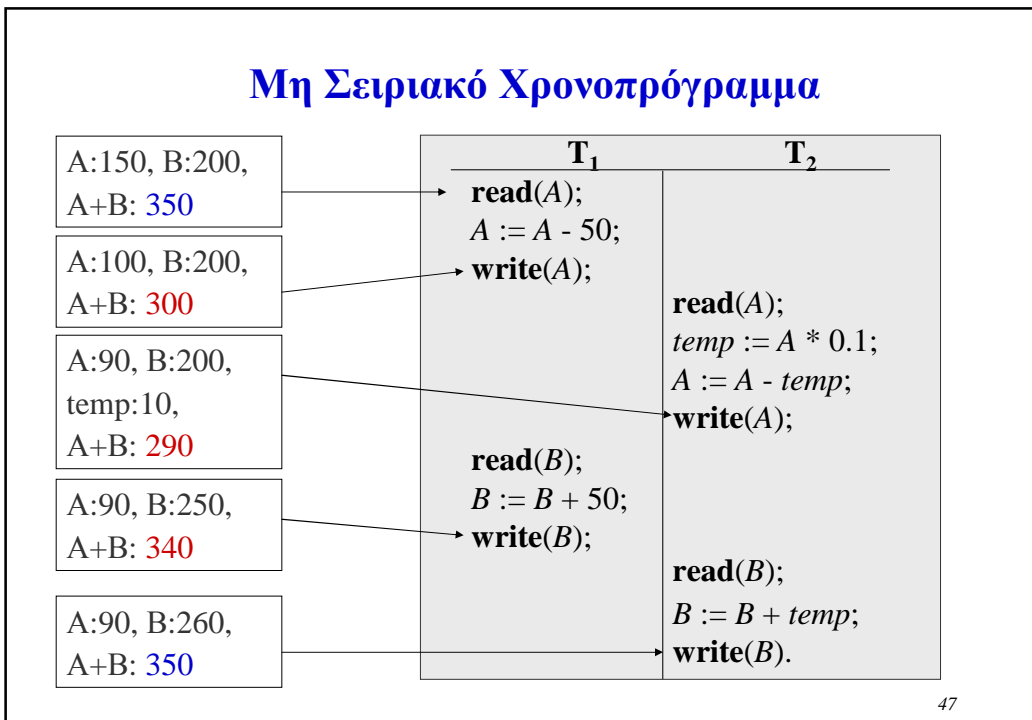 Μη Σειριακό Χρονοπρόγραμμα
A:150, B:200,
A+B: 350
A:100, B:200,
A+B: 300
A:90, B:200,
temp:10,
A+B: 290
A:90, B:250,
A+B: 340
A:90, B:260,
A+B: 350
T₁ T₂
read(A);
A := A - 50;
write(A);
read(A);
temp := A * 0.1;
A := A - temp;
write(A);
read(B);
B := B + 50;
write(B);
read(B);
B := B + temp;
write(B).
47